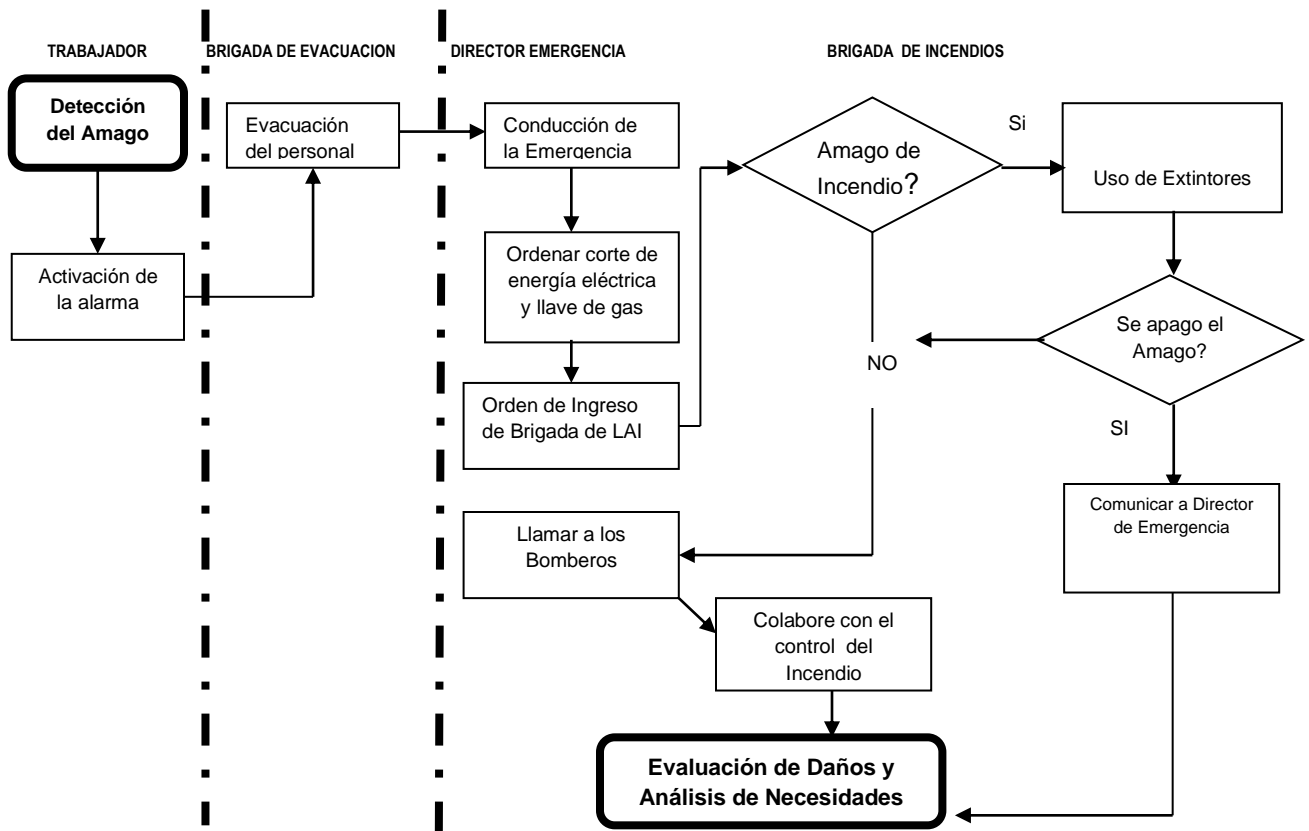 TRABAJADOR
BRIGADA DE EVACUACION
DIRECTOR EMERGENCIA
BRIGADA DE INCENDIOS
Detección
del Amago
Activación de
la alarma
Evacuación
del personal
Conducción de
la Emergencia
Ordenar corte de
energía eléctrica
y llave de gas
Orden de Ingreso
de Brigada de LAI
Amago de
Incendio?
Si
Uso de Extintores
Se apago el
Amago?
NO
SI
Comunicar a Director
de Emergencia
Llamar a los
Bomberos
Colabore con el
control del
Incendio
Evaluación de Daños y
Análisis de Necesidades